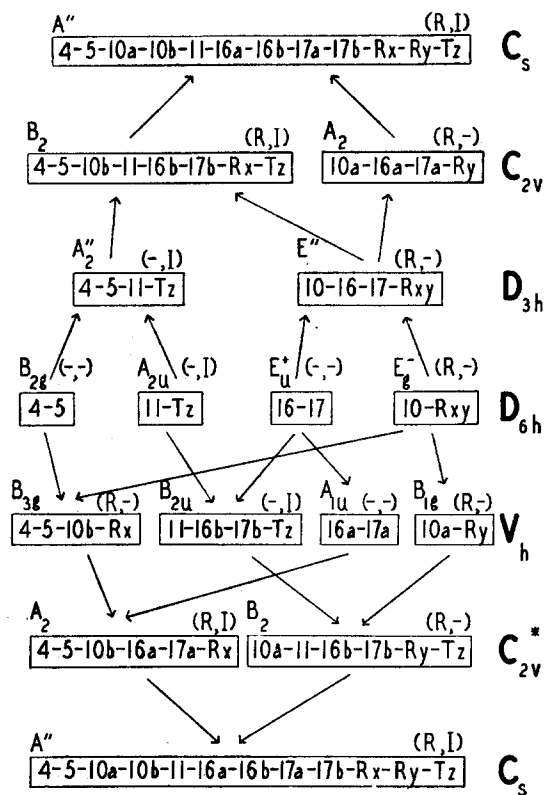 A" (R,I)
4-5-10a-10b-11-16a-16b-17a-17b-Rx-Ry-Tz Cs
B2 (R,I) A2 (R,-)
4-5-10b-11-16b-17b-Rx-Tz 10a-16a-17a-Ry C2v
A2" (-,I) E" (R,-)
4-5-11-Tz 10-16-17-Rxy D3h
B2g (-,-) A2u (-,I) Eu+ (-,-) Eg- (R,-)
4-5 11-Tz 16-17 10-Rxy D6h
B3g (R,-) B2u (-,I) A1u (-,-) B1g (R,-)
4-5-10b-Rx 11-16b-17b-Tz 16a-17a 10a-Ry Vh
A2 (R,I) B2 (R,-)
4-5-10b-16a-17a-Rx 10a-11-16b-17b-Ry-Tz C2v*
A" (R,I)
4-5-10a-10b-11-16a-16b-17a-17b-Rx-Ry-Tz Cs